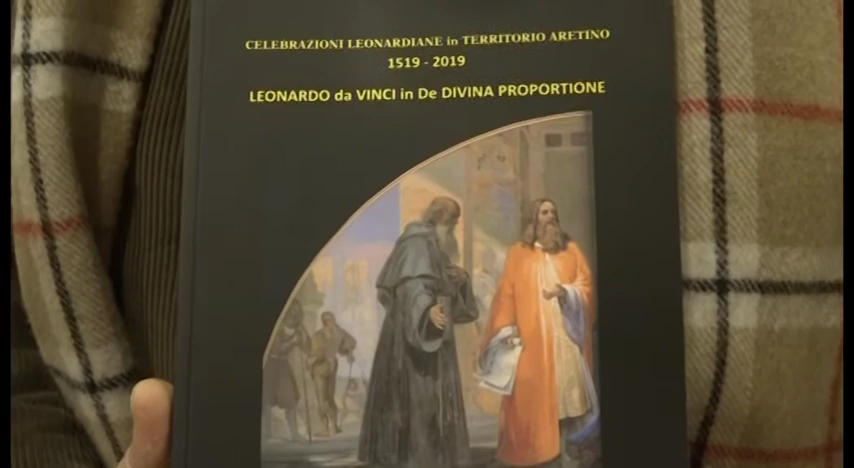 CELEBRAZIONI LEONARDIANE in TERRITORIO ARETINO
1519 - 2019
LEONARDO da VINCI in De DIVINA PROPORTIONE